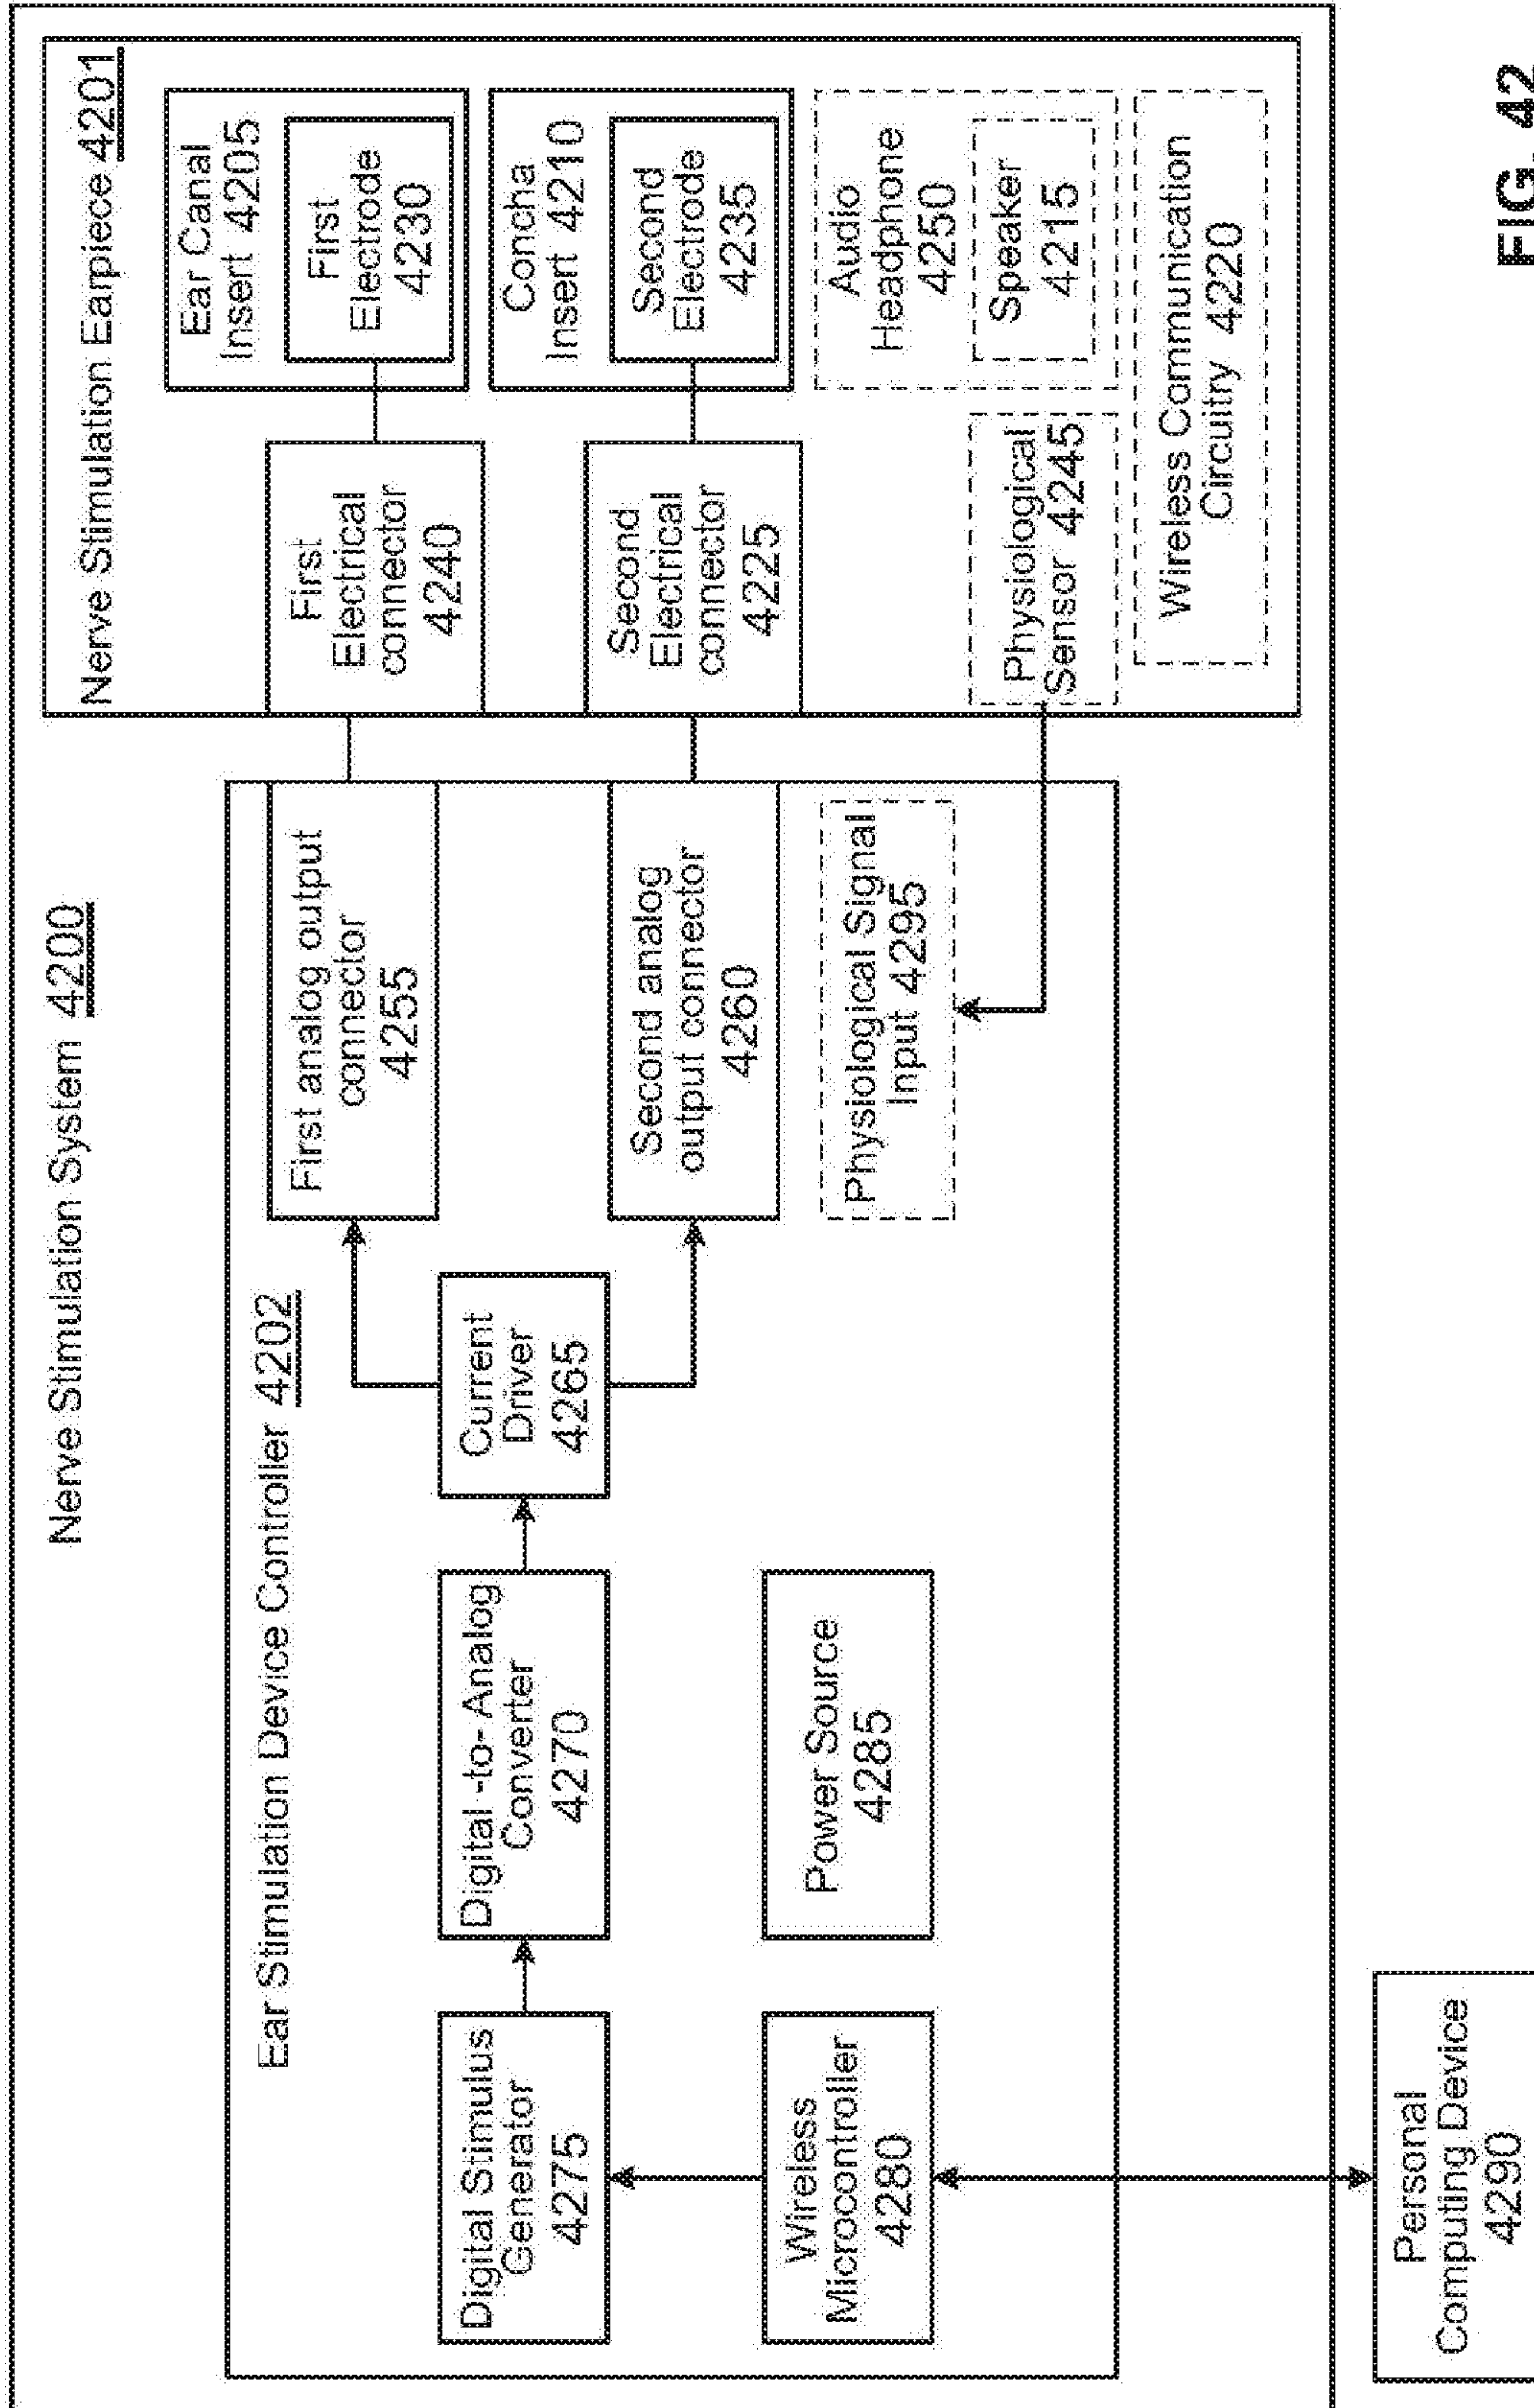 Nerve Stimulation System 4200
Ear Stimulation Device Controller 4202
Digital Stimulus
Generator
4275
Digital -to- Analog
Converter
4270
Current
Driver
4265
First analog output
connector
4255
Second analog
output connector
4260
Physiological Signal
Input 4295
Wireless
Microcontroller
4280
Power Source
4285
Nerve Stimulation Earpiece 4201
First
Electrical
connector
4240
Ear Canal
Insert 4205
First
Electrode
4230
Second
Electrical
connector
4225
Concha
Insert 4210
Second
Electrode
4235
Physiological
Sensor 4245
Audio
Headphone
4250
Speaker
4215
Wireless Communication
Circuitry 4220
Personal
Computing Device
4290
FIG. 42